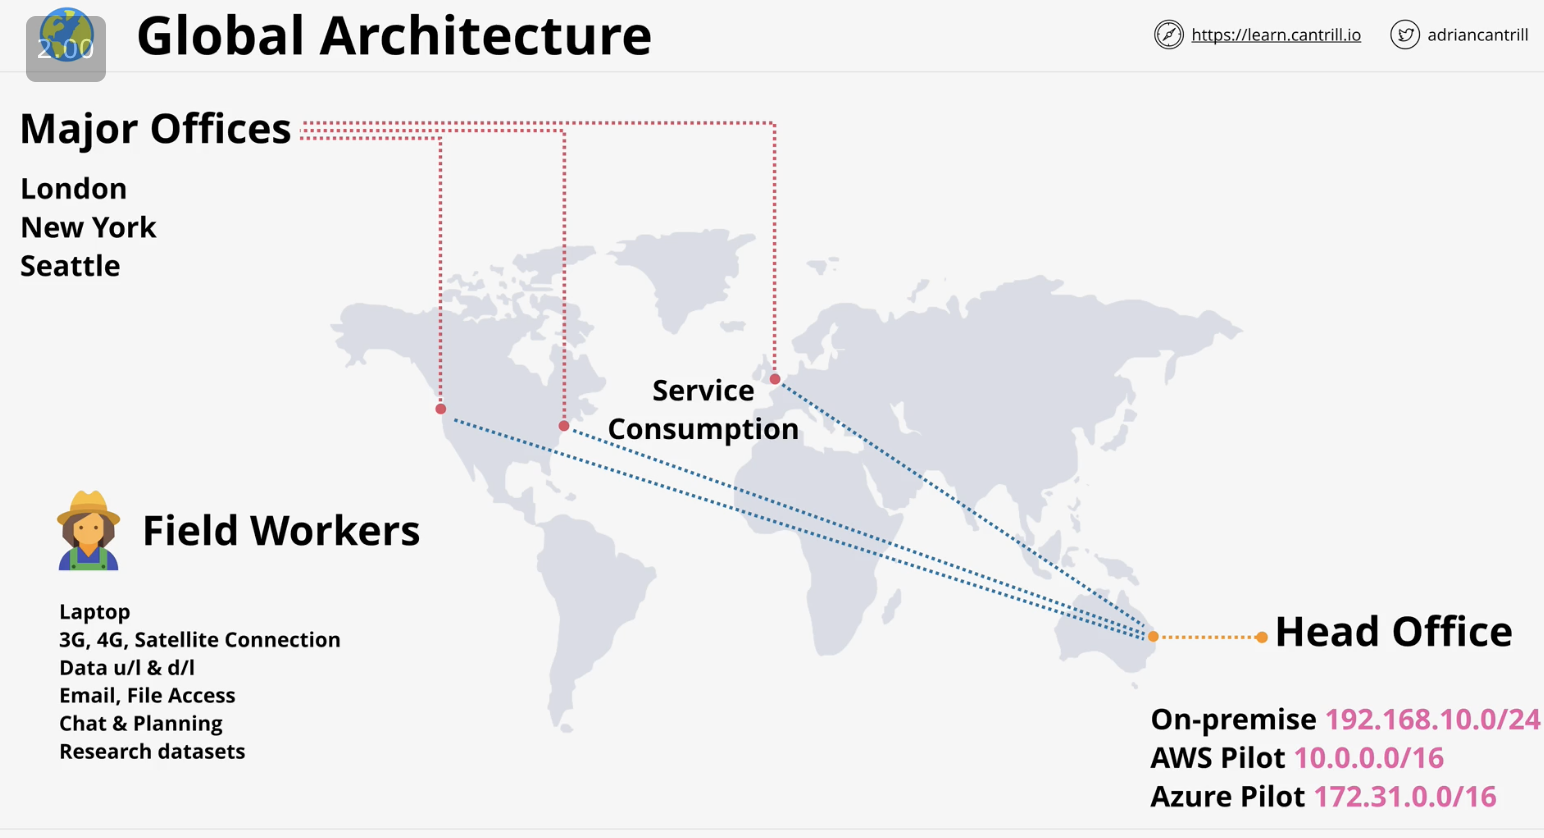 2.00
Global Architecture
https://learn.cantrill.io
adriancantrill
Major Offices
London
New York
Seattle
Service
Consumption
Field Workers
Laptop
3G, 4G, Satellite Connection
Data u/l & d/l
Email, File Access
Chat & Planning
Research datasets
Head Office
On-premise 192.168.10.0/24
AWS Pilot 10.0.0.0/16
Azure Pilot 172.31.0.0/16